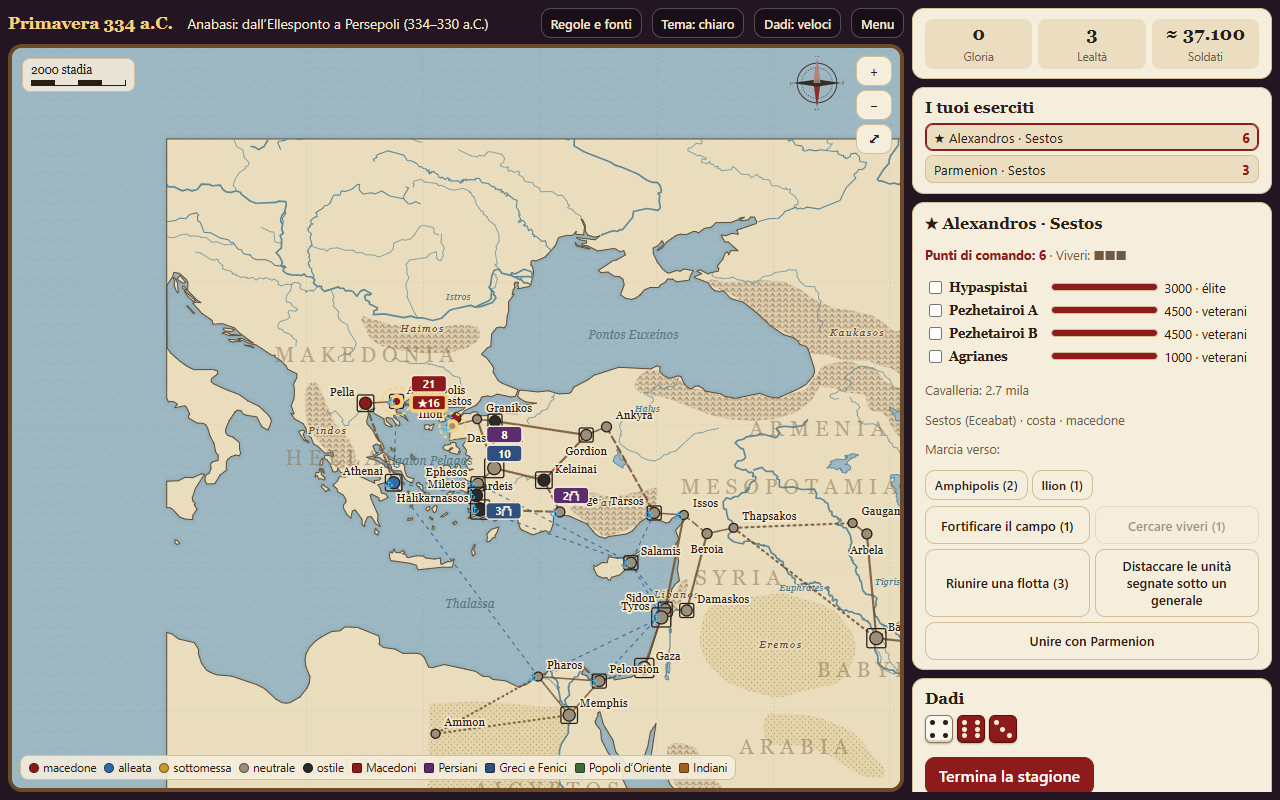 Primavera 334 a.C.
Anabasi: dall'Ellesponto a Persepoli (334–330 a.C.)
Regole e fonti
Tema: chiaro
Dadi: veloci
Menu
2000 stadia
+
−
Istros
Haimos
Pontos Euxeinos
Kaukasos
MAKEDONIA
Pella
21
★16
Ilion
Granikos
Halys
Ankyra
ARMENIA
Pindos
8
Gordion
10
Athenai
Ephesos
Kelainai
Miletos
MESOPOTAMIA
Halikarnassos
3
2
Tarsos
Issos
Thapsakos
Arbela
Salamis
Beroia
SYRIA
Euphrates
Tigris
Sidon
Libanos
Tyros
Damaskos
Thalassa
Eremos
Pharos
Pelousion
Gaza
Memphis
Ammon
ARABIA
macedone
alleata
sottomessa
neutrale
ostile
Macedoni
Persiani
Greci e Fenici
Popoli d'Oriente
Indiani
0
Gloria
3
Lealtà
≈ 37.100
Soldati
I tuoi eserciti
★ Alexandros · Sestos 6
Parmenion · Sestos 3
★ Alexandros · Sestos
Punti di comando: 6 · Viveri: ■■■
Hypaspistai 3000 · élite
Pezhetairoi A 4500 · veterani
Pezhetairoi B 4500 · veterani
Agrianes 1000 · veterani
Cavalleria: 2.7 mila
Sestos (Eceabat) · costa · macedone
Marcia verso:
Amphipolis (2)
Ilion (1)
Fortificare il campo (1)
Cercare viveri (1)
Riunire una flotta (3)
Distaccare le unità
segnate sotto un
generale
Unire con Parmenion
Dadi
Termina la stagione